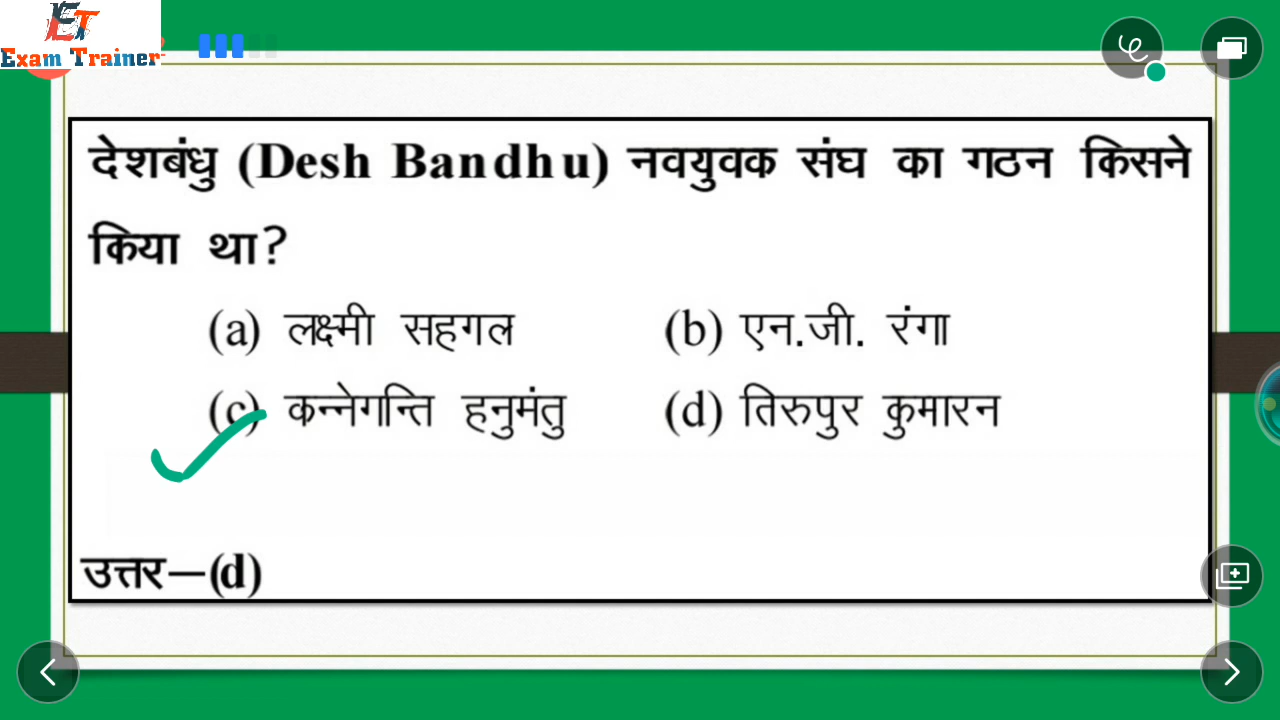 ET
Exam Trainer
देशबंधु (Desh Bandhu) नवयुवक संघ का गठन किसने
किया था?
(a) लक्ष्मी सहगल (b) एन.जी. रंगा
(c) कन्नेगन्ति हनुमंतु (d) तिरुपुर कुमारन
उत्तर—(d)